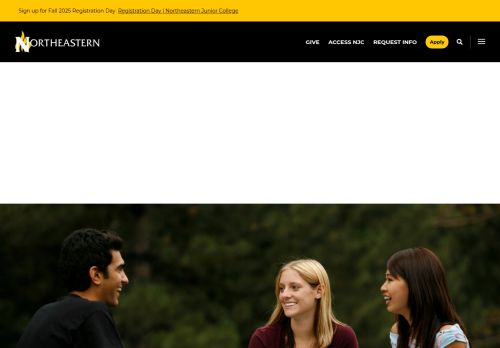 Sign up for Fall 2025 Registration Day Registration Day | Northeastern Junior College
NORTHEASTERN
GIVE ACCESS NJC REQUEST INFO Apply